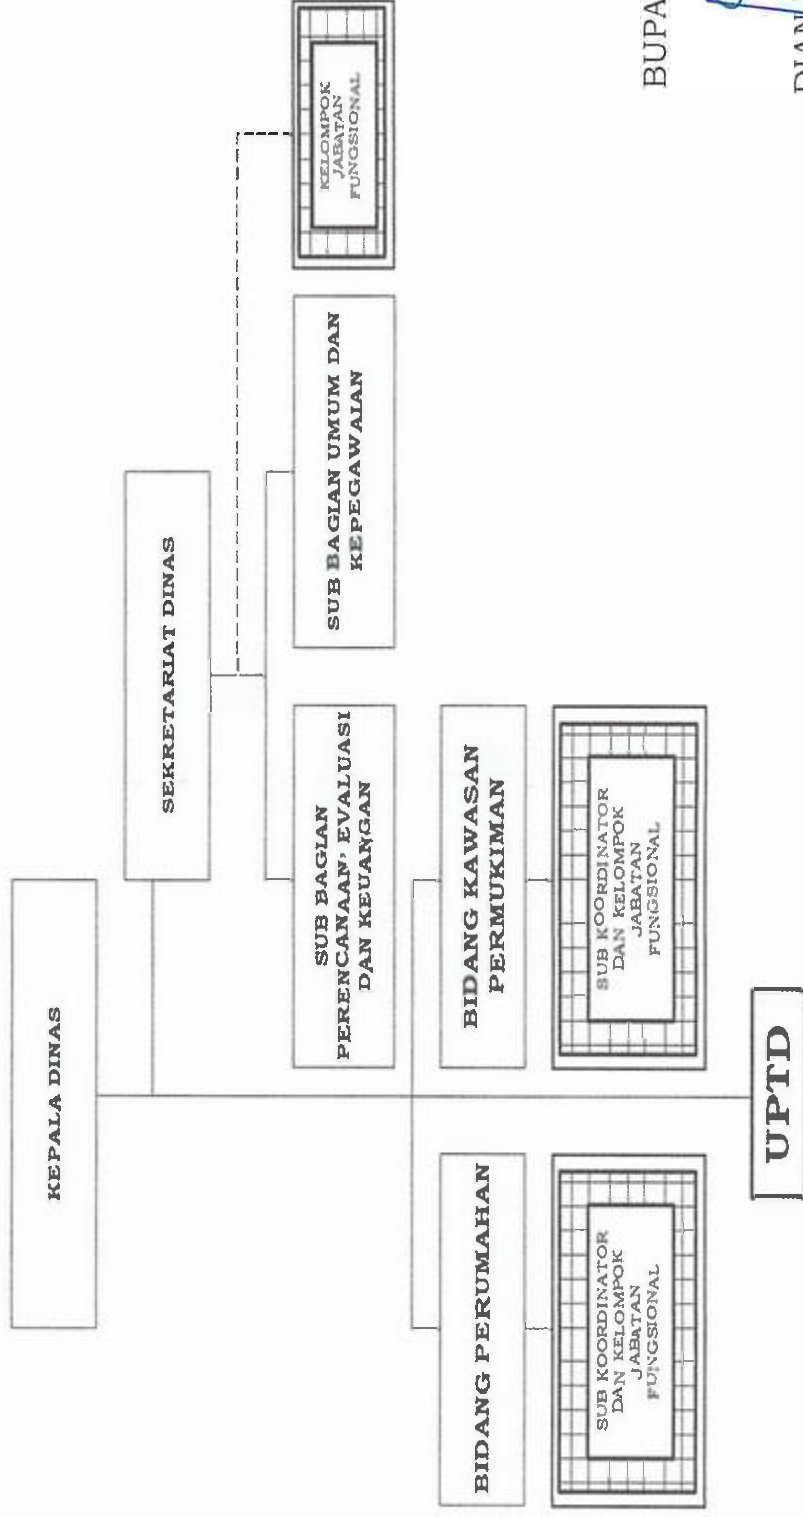 KEPALA DINAS
SEKRETARIAT DINAS
SUB BAGIAN
PERENCANAAN, EVALUASI
DAN KEUANGAN
SUB BAGIAN UMUM DAN
KEPEGAWAIAN
KELOMPOK
JABATAN
FUNGSIONAL
BIDANG PERUMAHAN
BIDANG KAWASAN
PERMUKIMAN
SUB KOORDINATOR
DAN KELOMPOK
JABATAN
FUNGSIONAL
SUB KOORDINATOR
DAN KELOMPOK
JABATAN
FUNGSIONAL
UPTD
BUPA
DIAN